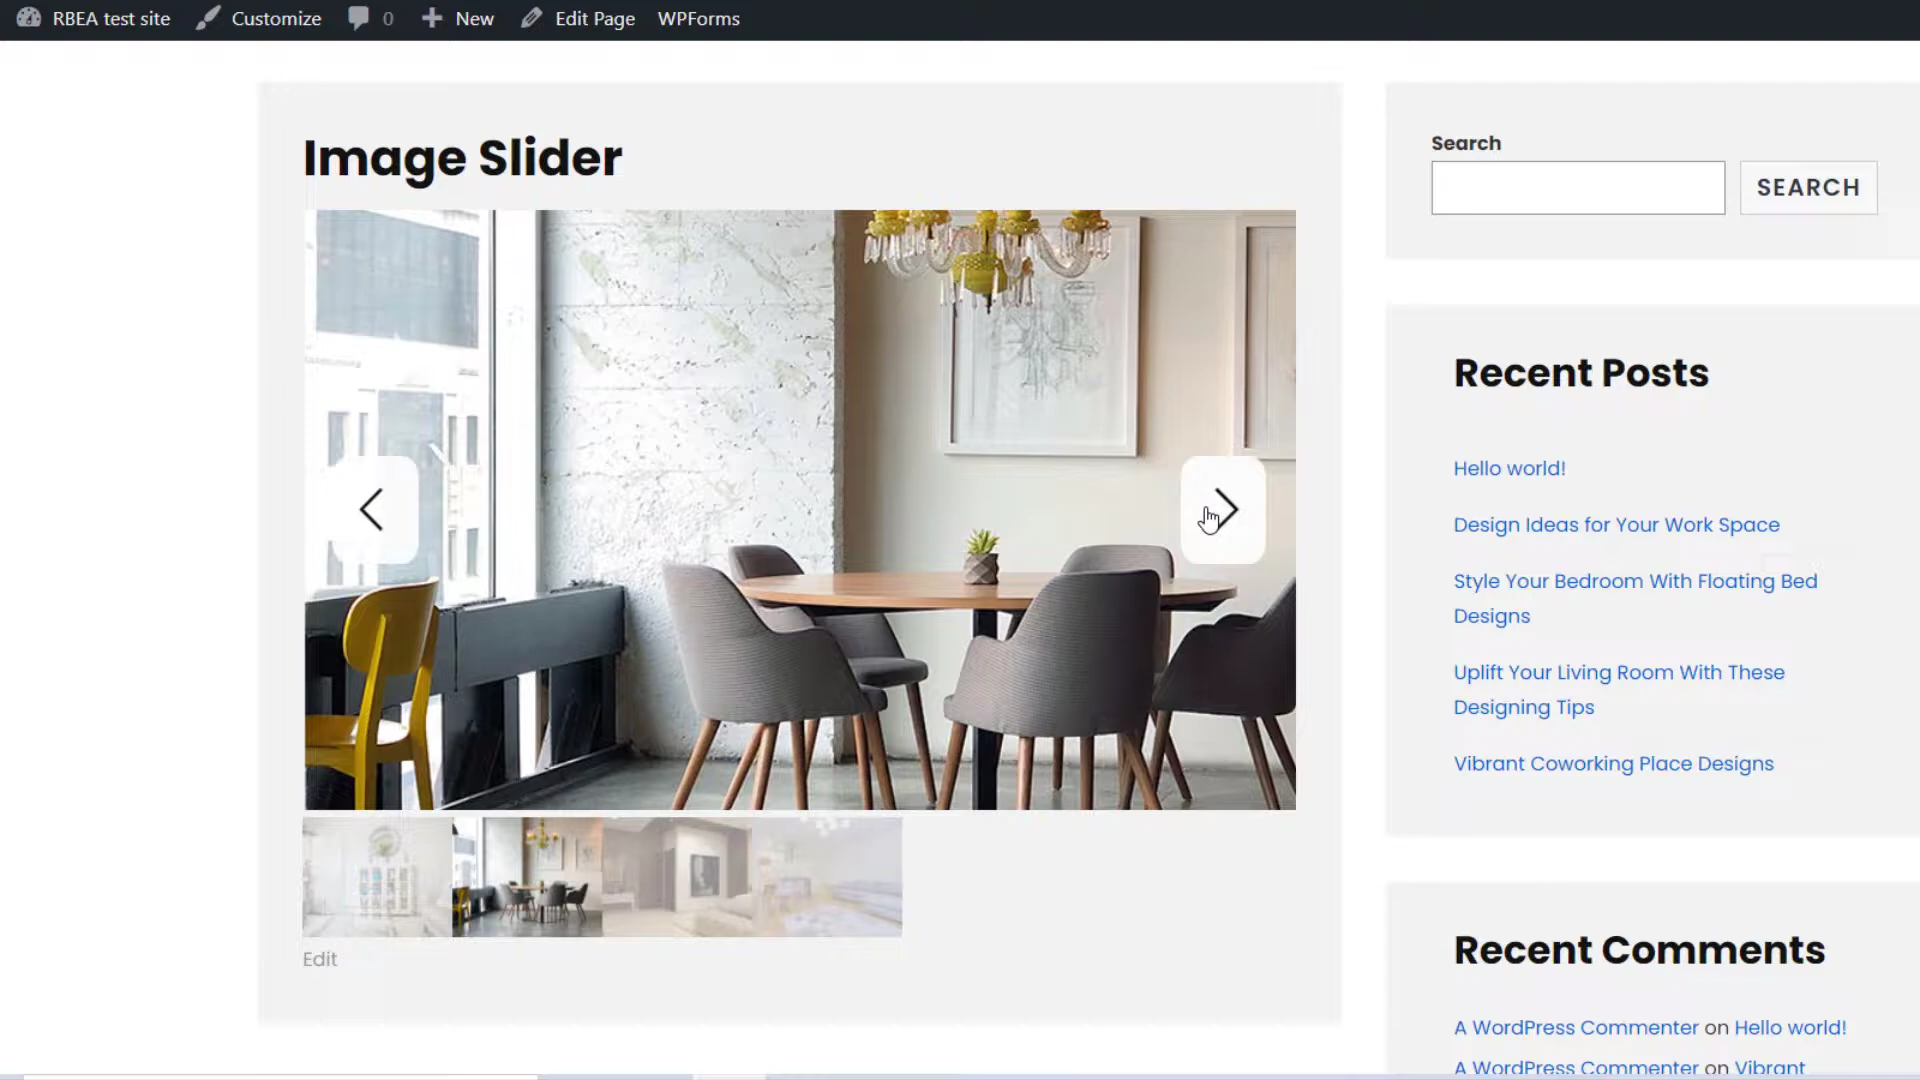 RBEA test site Customize 0 New Edit Page WPForms
Image Slider
Edit
Search
SEARCH
Recent Posts
Hello world!
Design Ideas for Your Work Space
Style Your Bedroom With Floating Bed
Designs
Uplift Your Living Room With These
Designing Tips
Vibrant Coworking Place Designs
Recent Comments
A WordPress Commenter on Hello world!
A WordPress Commenter on Vibrant